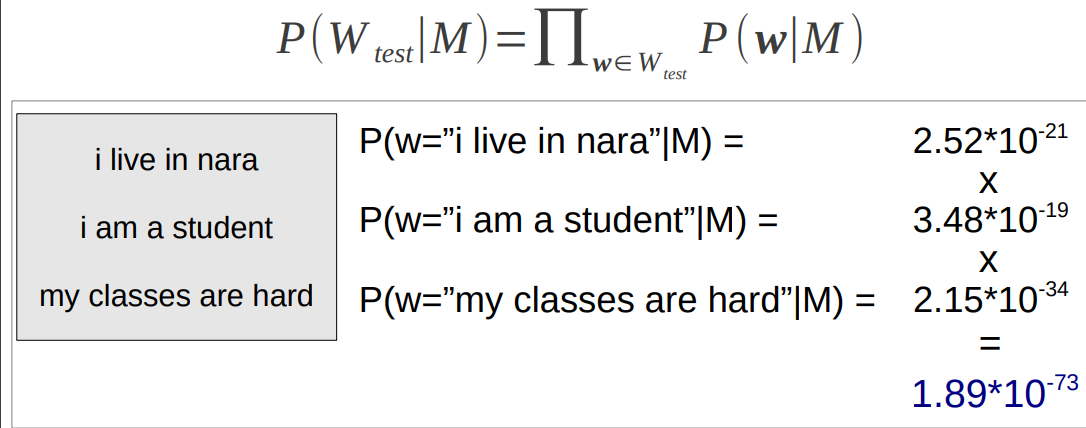 P(W_test|M)=∏_{w∈W_test} P(w|M)
i live in nara
i am a student
my classes are hard
P(w=”i live in nara”|M) = 2.52*10^-21
x
P(w=”i am a student”|M) = 3.48*10^-19
x
P(w=”my classes are hard”|M) = 2.15*10^-34
=
1.89*10^-73